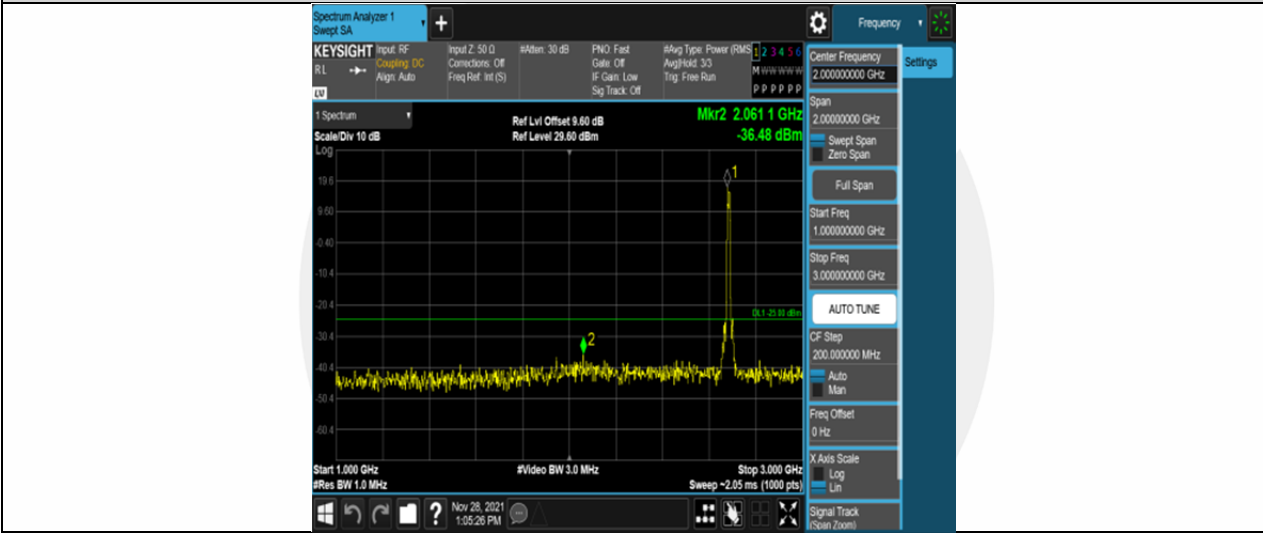 Spectrum Analyzer 1
Swept SA
Frequency
KEYSIGHT
RL
LV
Input: RF
Coupling: DC
Align: Auto
Input Z: 50 Ω
Corrections: Off
Freq Ref: Int (S)
#Atten: 30 dB
PNO: Fast
Gate: Off
IF Gain: Low
Sig Track: Off
#Avg Type: Power (RMS
Avg|Hold: 3/3
Trig: Free Run
1 2 3 4 5 6
M W W W W W
P P P P P P
1 Spectrum
Scale/Div 10 dB
Log
Ref Lvl Offset 9.60 dB
Ref Level 29.60 dBm
Mkr2 2.061 1 GHz
-36.48 dBm
19.6
9.60
-0.40
-10.4
-20.4
-30.4
-40.4
-50.4
-60.4
1
2
DL1 -25.00 dBm
Start 1.000 GHz
#Res BW 1.0 MHz
#Video BW 3.0 MHz
Stop 3.000 GHz
Sweep ~2.05 ms (1000 pts)
Nov 28, 2021
1:05:26 PM
Center Frequency
2.000000000 GHz
Settings
Span
2.00000000 GHz
Swept Span
Zero Span
Full Span
Start Freq
1.000000000 GHz
Stop Freq
3.000000000 GHz
AUTO TUNE
CF Step
200.000000 MHz
Auto
Man
Freq Offset
0 Hz
X Axis Scale
Log
Lin
Signal Track
(Span Zoom)